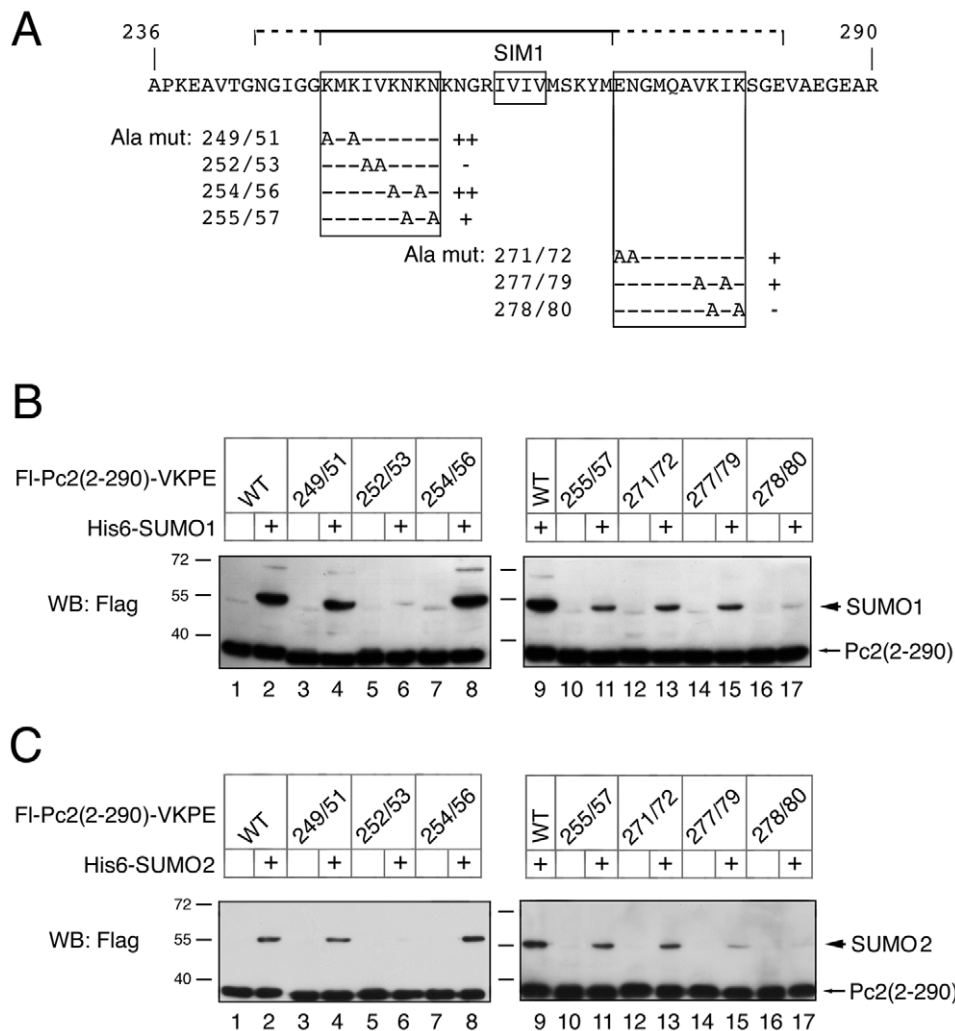 A
236 290
SIM1
APKEAVTGNGIGGKMKIVKNKNKNGRIVIVMSKYMENGMQAVKIKSGEVAEGEAR
Ala mut: 249/51 A-A------ ++
252/53 ---AA---- -
254/56 -----A-A- ++
255/57 ------A-A +
Ala mut: 271/72 AA-------- +
277/79 ------A-A- +
278/80 -------A-A -
B
Fl-Pc2(2-290)-VKPE WT 249/51 252/53 254/56 WT 255/57 271/72 277/79 278/80
His6-SUMO1 + + + + + + + + +
WB: Flag
72
55
40
SUMO1
Pc2(2-290)
1 2 3 4 5 6 7 8 9 10 11 12 13 14 15 16 17
C
Fl-Pc2(2-290)-VKPE WT 249/51 252/53 254/56 WT 255/57 271/72 277/79 278/80
His6-SUMO2 + + + + + + + + +
WB: Flag
72
55
40
SUMO2
Pc2(2-290)
1 2 3 4 5 6 7 8 9 10 11 12 13 14 15 16 17